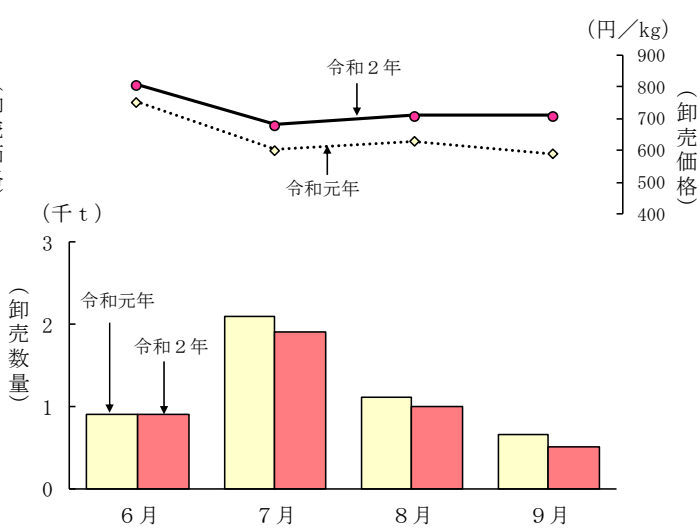 (円／kg)
令和２年
900
800
700
600
500
400
(卸売価格)
令和元年
(千ｔ)
3
2
1
0
(卸売数量)
令和元年
令和２年
６月
７月
８月
９月